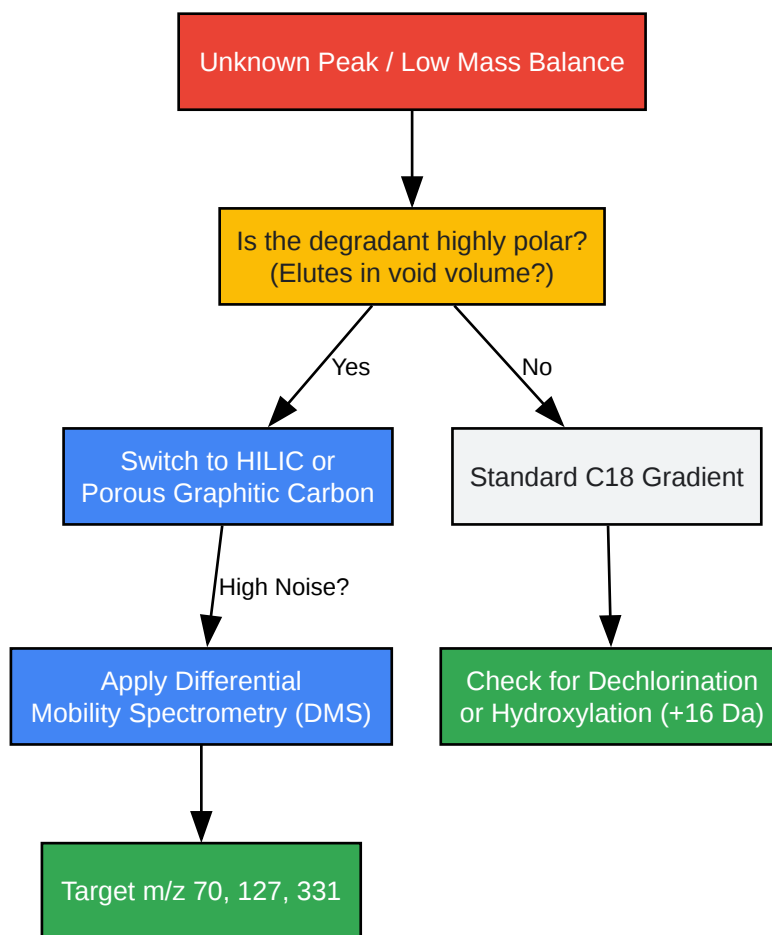 Unknown Peak / Low Mass Balance
Is the degradant highly polar?
(Elutes in void volume?)
Yes
No
Switch to HILIC or
Porous Graphitic Carbon
Standard C18 Gradient
High Noise?
Apply Differential
Mobility Spectrometry (DMS)
Check for Dechlorination
or Hydroxylation (+16 Da)
Target m/z 70, 127, 331